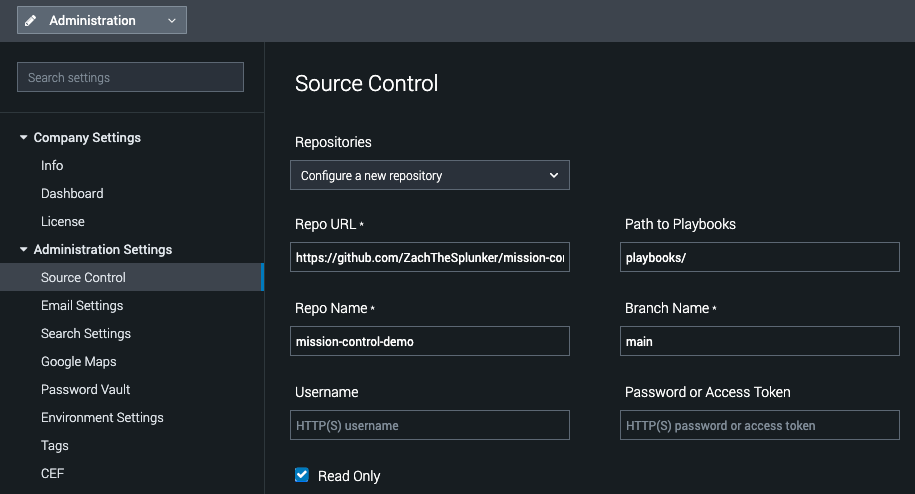 Administration
Search settings
Company Settings
Info
Dashboard
License
Administration Settings
Source Control
Email Settings
Search Settings
Google Maps
Password Vault
Environment Settings
Tags
CEF
Source Control
Repositories
Configure a new repository
Repo URL *
Path to Playbooks
https://github.com/ZachTheSplunker/mission-co
playbooks/
Repo Name *
Branch Name *
mission-control-demo
main
Username
Password or Access Token
HTTP(S) username
HTTP(S) password or access token
Read Only